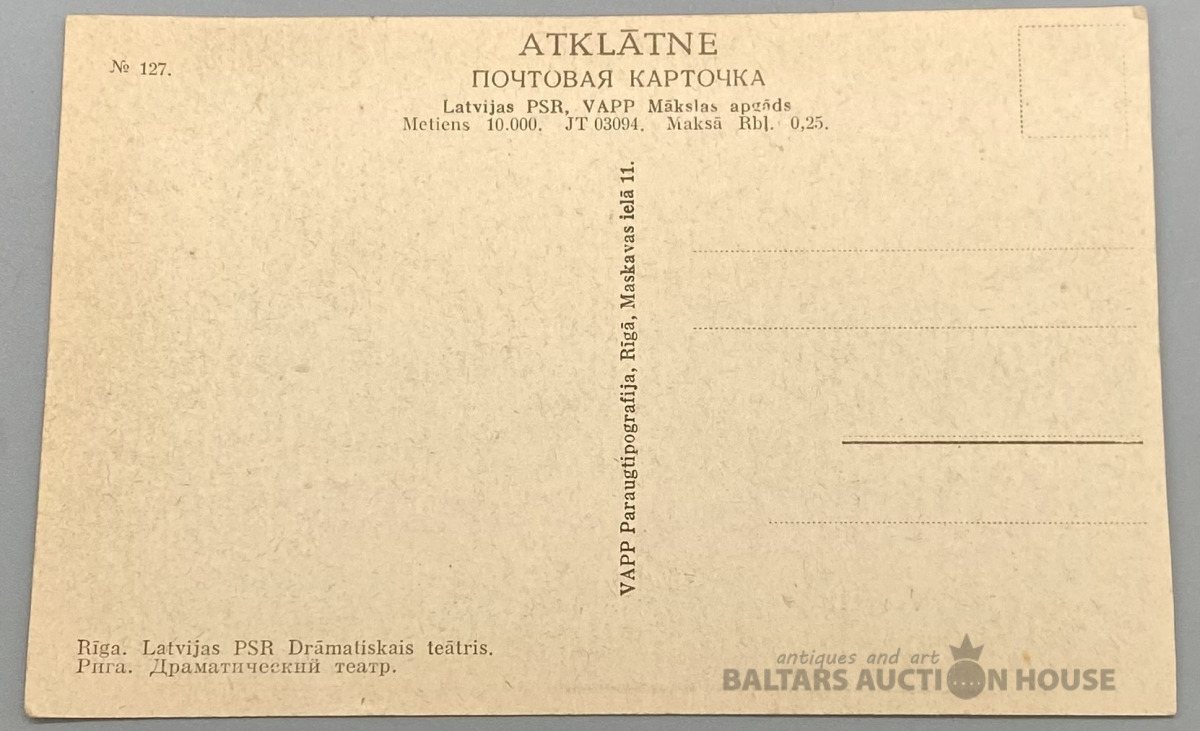 № 127.
ATKLĀTNE
ПОЧТОВАЯ КАРТОЧКА
Latvijas PSR, VAPP Mākslas apgāds
Metiens 10.000. JT 03094. Maksā Rbļ. 0,25.
VAPP Paraugtipografija, Rīgā, Maskavas ielā 11.
Rīga. Latvijas PSR Drāmatiskais teātris.
Рига. Драматический театр.
antiques and art
BALTARS AUCTION HOUSE